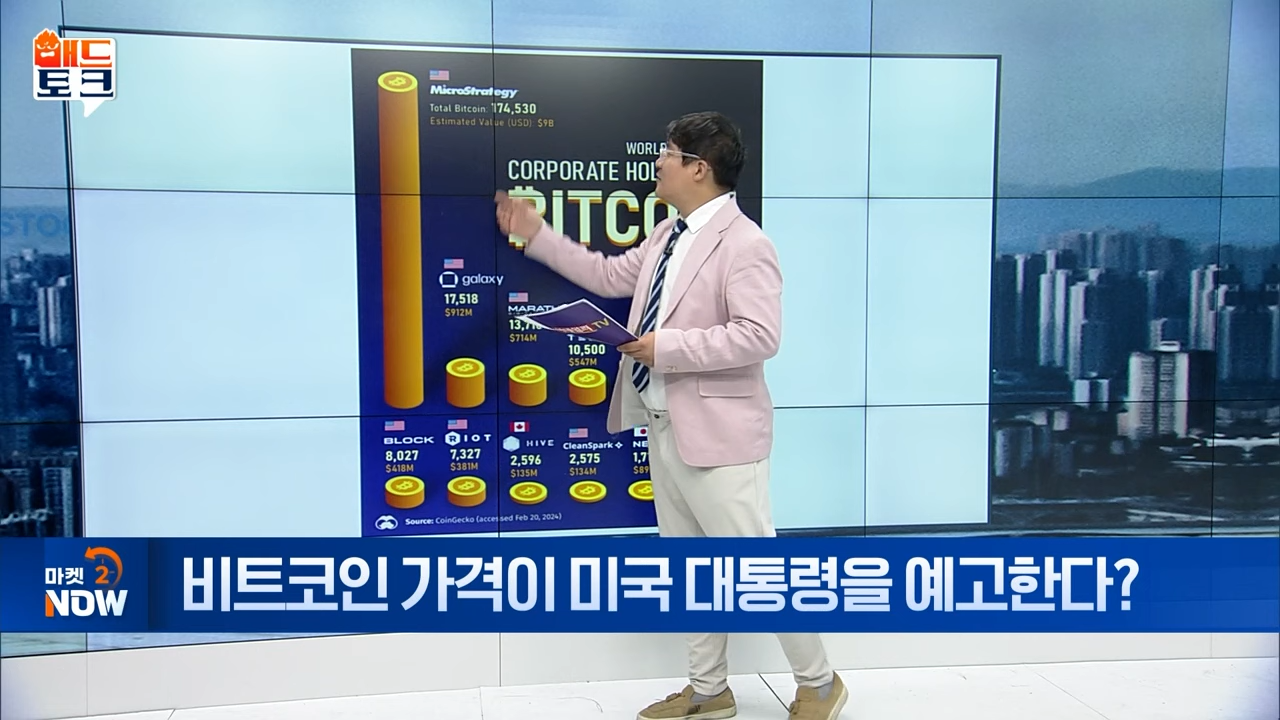 매드
토크
MicroStrategy
Total Bitcoin: 174,530
Estimated Value (USD): $9B
CORPORATE
galaxy
17,518
$912M
$714M
10,500
$547M
BLOCK
8,027
$418M
RIOT
7,327
$381M
HIVE
2,596
$135M
CleanSpark
2,575
$134M
Source: CoinGecko (accessed Feb 20, 2024)
TV
마켓 2
NOW
비트코인 가격이 미국 대통령을 예고한다?